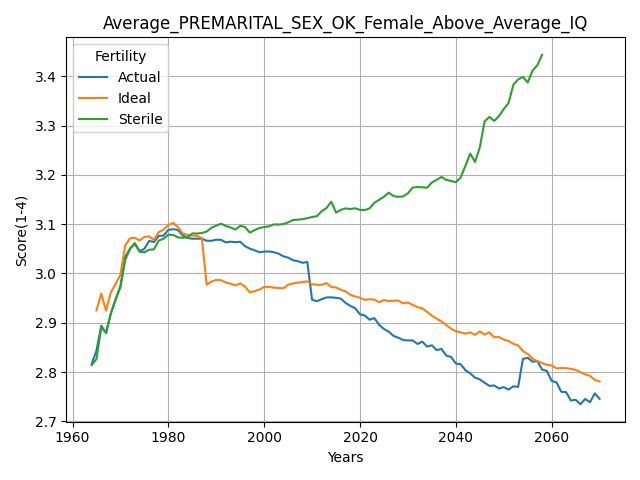 Average_PREMARITAL_SEX_OK_Female_Above_Average_IQ
Fertility
Actual
Ideal
Sterile
Score(1-4)
3.4
3.3
3.2
3.1
3.0
2.9
2.8
2.7
1960 1980 2000 2020 2040 2060
Years